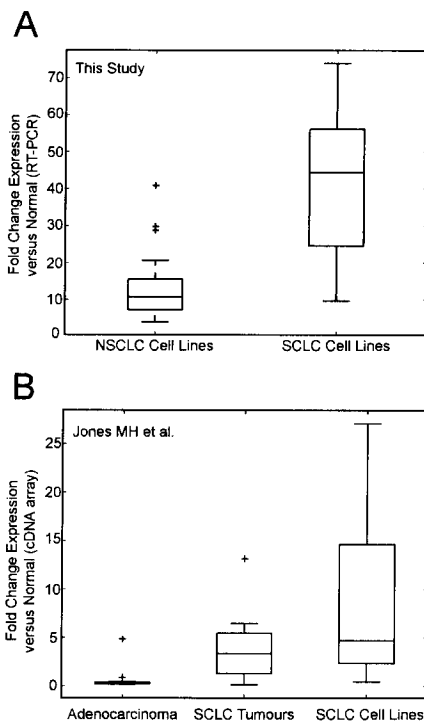 A
This Study
Fold Change Expression
versus Normal (RT-PCR)
70
60
50
40
30
20
10
0
NSCLC Cell Lines
SCLC Cell Lines
B
Jones MH et al.
Fold Change Expression
versus Normal (cDNA array)
25
20
15
10
5
0
Adenocarcinoma
SCLC Tumours
SCLC Cell Lines